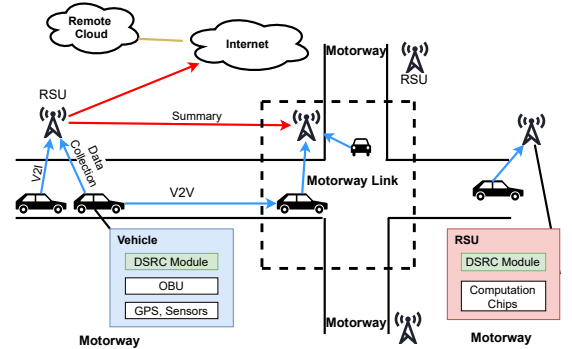 Remote
Cloud
Internet
Motorway
RSU
RSU
Summary
V2I
Data
Collection
Motorway Link
V2V
Vehicle
DSRC Module
OBU
GPS, Sensors
RSU
DSRC Module
Computation
Chips
Motorway
Motorway
Motorway